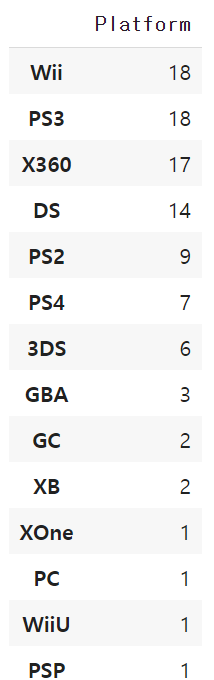 Platform
Wii 18
PS3 18
X360 17
DS 14
PS2 9
PS4 7
3DS 6
GBA 3
GC 2
XB 2
XOne 1
PC 1
WiiU 1
PSP 1